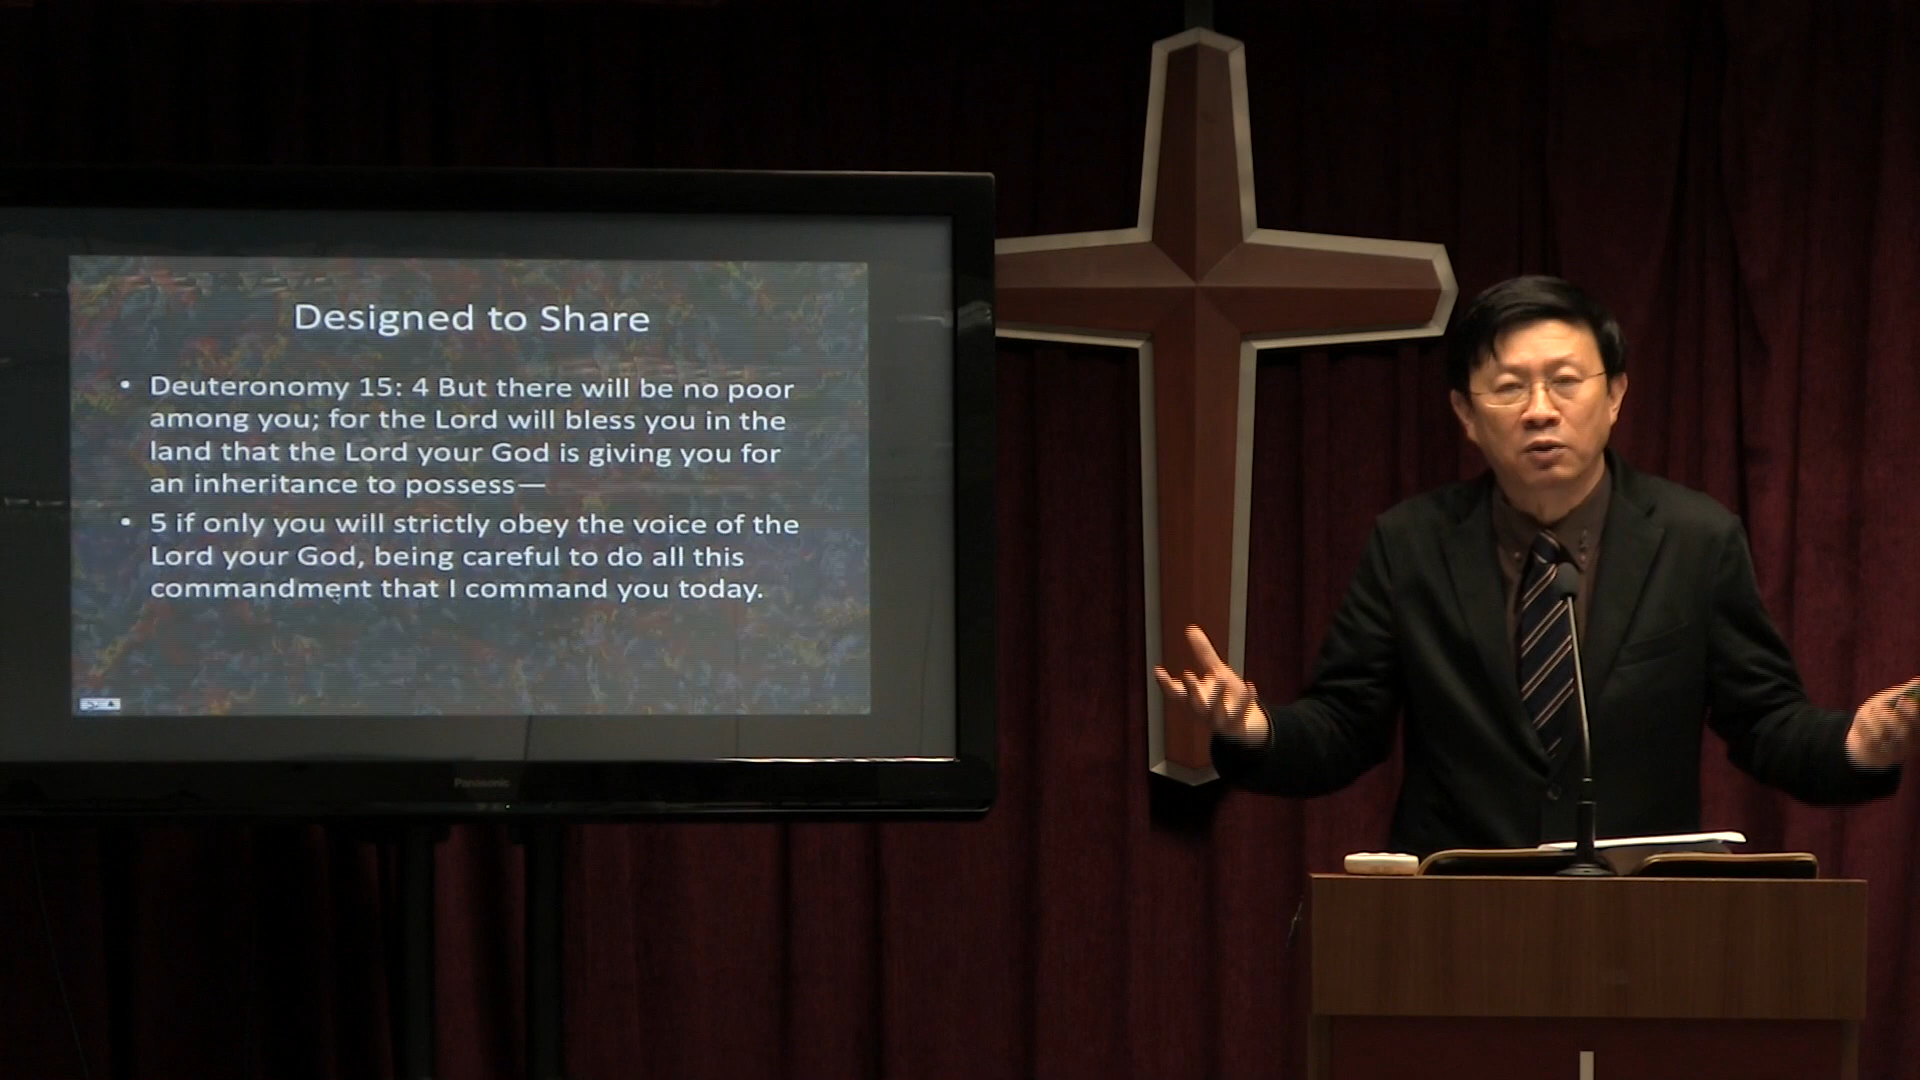 Designed to Share
• Deuteronomy 15: 4 But there will be no poor
among you; for the Lord will bless you in the
land that the Lord your God is giving you for
an inheritance to possess—
• 5 if only you will strictly obey the voice of the
Lord your God, being careful to do all this
commandment that I command you today.
Panasonic